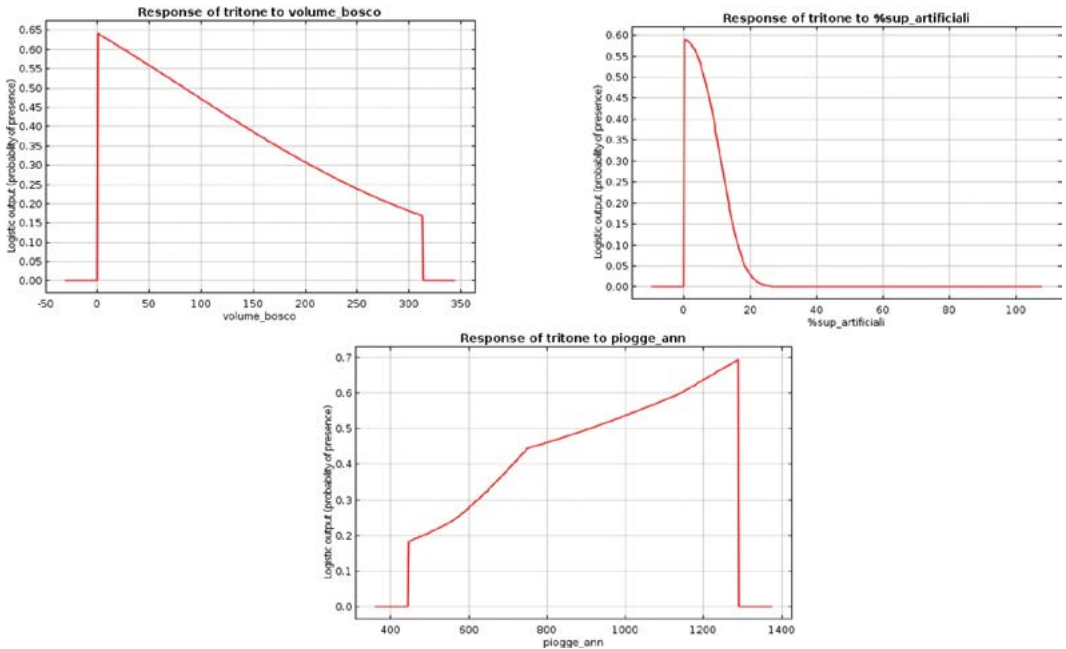 Response of tritone to volume_bosco
Logistic output (probability of presence)
0.65
0.60
0.55
0.50
0.45
0.40
0.35
0.30
0.25
0.20
0.15
0.10
0.05
0.00
-50 0 50 100 150 200 250 300 350
volume_bosco
Response of tritone to %sup_artificiali
Logistic output (probability of presence)
0.60
0.55
0.50
0.45
0.40
0.35
0.30
0.25
0.20
0.15
0.10
0.05
0.00
0 20 40 60 80 100
%sup_artificiali
Response of tritone to piogge_ann
Logistic output (probability of presence)
0.7
0.6
0.5
0.4
0.3
0.2
0.1
0.0
400 600 800 1000 1200 1400
piogge_ann